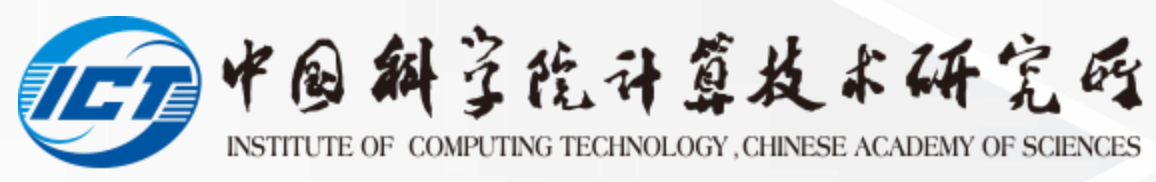 ICT
中国科学院计算技术研究所
INSTITUTE OF COMPUTING TECHNOLOGY, CHINESE ACADEMY OF SCIENCES